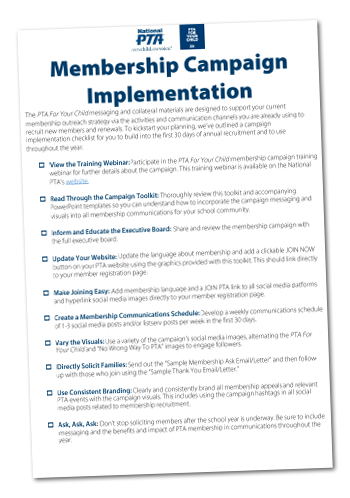 National
PTA
every child. one voice.
PTA
FOR
YOUR
CHILD
Membership Campaign
Implementation
The PTA For Your Child messaging and collateral materials are designed to support your current
membership outreach strategy via the activities and communication channels you are already using to
recruit new members and renewals. To kickstart your planning, we've outlined a campaign
implementation checklist for you to build into the first 30 days of annual recruitment and to use
throughout the year.
View the Training Webinar: Participate in the PTA For Your Child membership campaign training
webinar for further details about the campaign. This training webinar is available on the National
PTA's website.
Read Through the Campaign Toolkit: Thoroughly review this toolkit and accompanying
PowerPoint templates so you can understand how to incorporate the campaign messaging and
visuals into all membership communications for your school community.
Inform and Educate the Executive Board: Share and review the membership campaign with
the full executive board.
Update Your Website: Update the language about membership and add a clickable JOIN NOW
button on your PTA website using the graphics provided with this toolkit. This should link directly
to your member registration page.
Make Joining Easy: Add membership language and a JOIN PTA link to all social media platforms
and hyperlink social media images directly to your member registration page.
Create a Membership Communications Schedule: Develop a weekly communications schedule
of 1-3 social media posts and/or listserv posts per week in the first 30 days.
Vary the Visuals: Use a variety of social media images, alternating the PTA For
Your Child and "No Wrong Way To PTA" images to engage followers.
Directly Solicit Families: Send out the "Sample Membership Ask Email/Letter" and then follow
up with those who join using the "Sample Thank You Email/Letter."
Use Consistent Branding: Clearly and consistently brand all membership appeals and relevant
PTA events with the campaign visuals. This includes using the campaign hashtags in all social
media posts related to membership recruitment.
Ask, Ask, Ask: Don't stop soliciting members after the school year is underway. Be sure to include
messaging and the benefits and impact of PTA membership in communications throughout the
year.